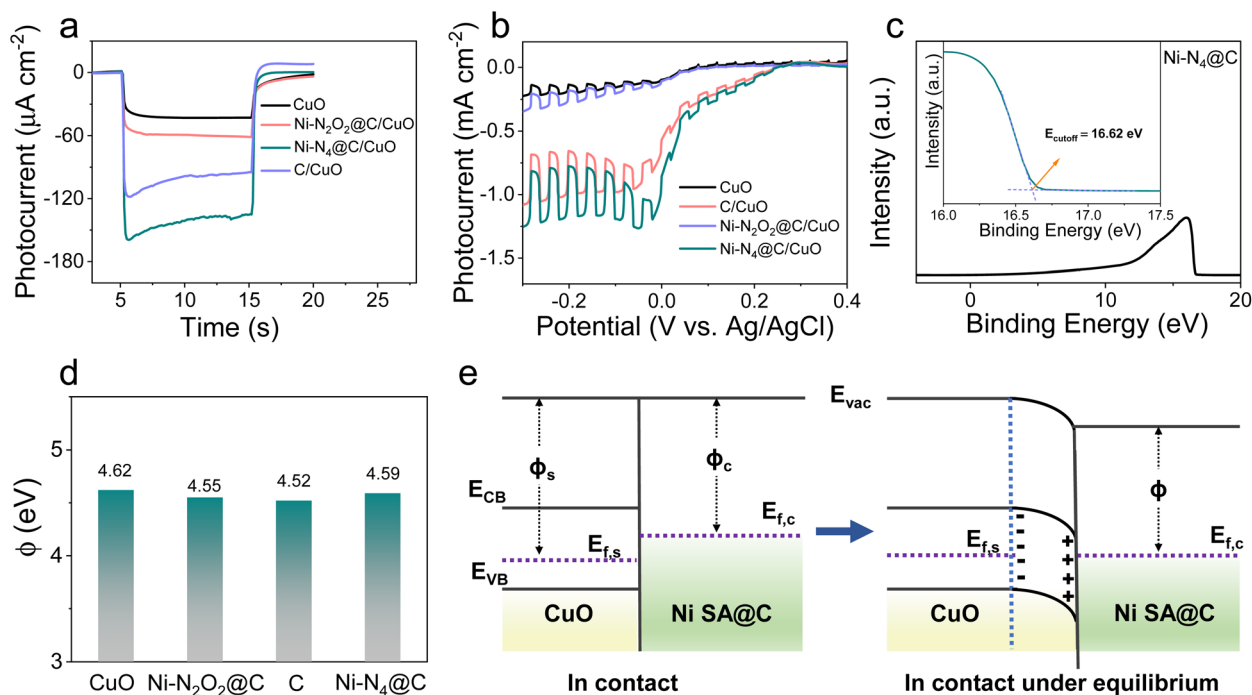 a
Photocurrent (μA cm⁻²)
0
-60
-120
-180
CuO
Ni-N₂O₂@C/CuO
Ni-N₄@C/CuO
C/CuO
5
10
15
20
25
Time (s)
b
Photocurrent (mA cm⁻²)
0.0
-0.5
-1.0
-1.5
CuO
C/CuO
Ni-N₂O₂@C/CuO
Ni-N₄@C/CuO
-0.2
0.0
0.2
0.4
Potential (V vs. Ag/AgCl)
c
Intensity (a.u.)
Ni-N₄@C
Intensity (a.u.)
E_cutoff = 16.62 eV
16.0
16.5
17.0
17.5
Binding Energy (eV)
0
10
20
Binding Energy (eV)
d
ϕ (eV)
5
4
3
4.62
4.55
4.52
4.59
CuO
Ni-N₂O₂@C
C
Ni-N₄@C
e
E_vac
ϕ_s
ϕ_c
E_CB
E_f,s
E_f,c
E_VB
CuO
Ni SA@C
In contact
ϕ
E_f,s
E_f,c
- - - - -
+ + + +
CuO
Ni SA@C
In contact under equilibrium